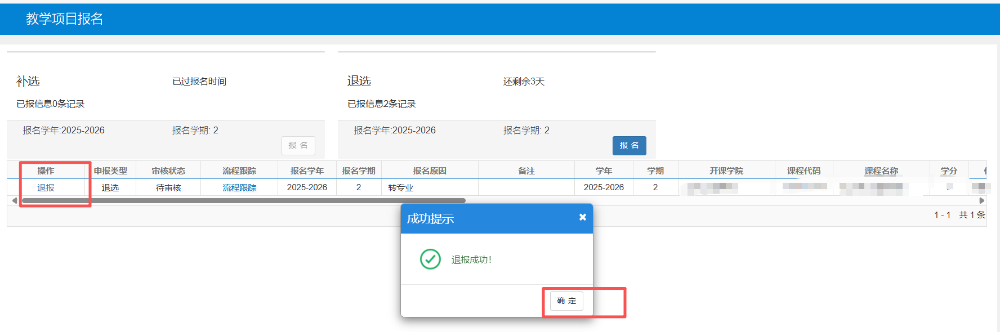 教学项目报名
补选 已过报名时间 退选 还剩余3天
已报信息0条记录 已报信息2条记录
报名学年:2025-2026 报名学期: 2 报名学年:2025-2026 报名学期: 2
报 名 报 名
操作 申报类型 审核状态 流程跟踪 报名学年 报名学期 报名原因 备注 学年 学期 开课学院 课程代码 课程名称 学分
退报 退选 待审核 流程跟踪 2025-2026 2 转专业 2025-2026 2
1 - 1 共 1 条
成功提示
退报成功!
确 定